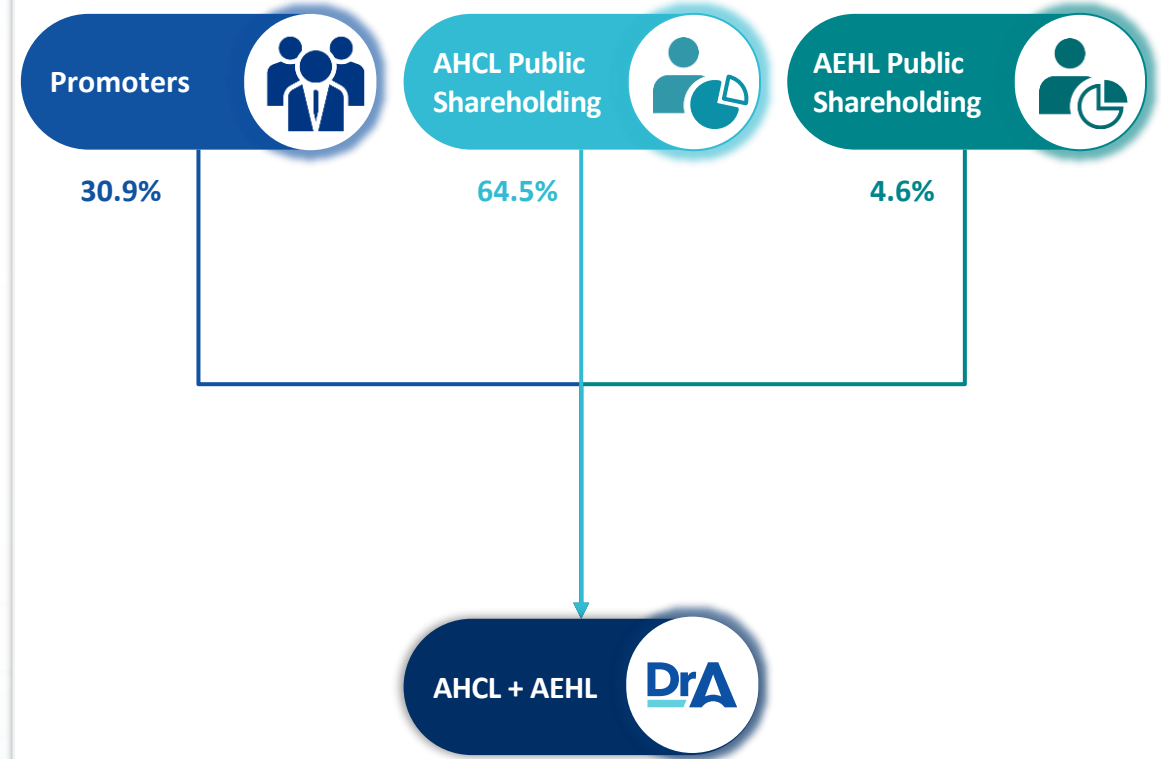 Promoters
AHCL Public
Shareholding
AEHL Public
Shareholding
30.9%
64.5%
4.6%
AHCL + AEHL
DrA